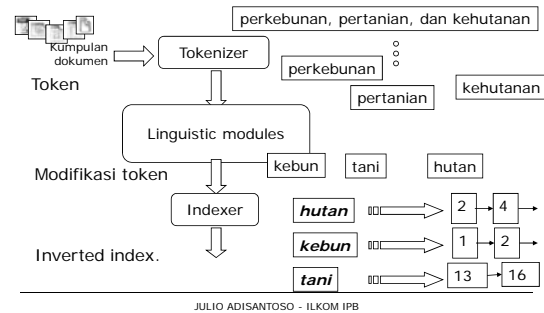 perkebunan, pertanian, dan kehutanan
Kumpulan
dokumen
Tokenizer
perkebunan
Token
pertanian
kehutanan
Linguistic modules
kebun
tani
hutan
Modifikasi token
Indexer
hutan
2
4
kebun
1
2
Inverted index.
tani
13
16
JULIO ADISANTOSO - ILKOM IPB